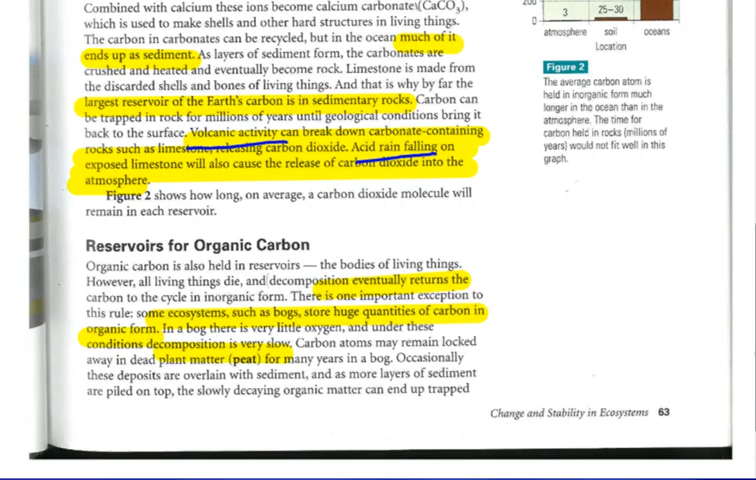 Combined with calcium these ions become calcium carbonate (CaCO₃),
which is used to make shells and other hard structures in living things.
The carbon in carbonates can be recycled, but in the ocean much of it
ends up as sediment. As layers of sediment form, the carbonates are
crushed and heated and eventually become rock. Limestone is made from
the discarded shells and bones of living things. And that is why by far the
largest reservoir of the Earth's carbon is in sedimentary rocks. Carbon can
be trapped in rock for millions of years until geological conditions bring it
back to the surface. Volcanic activity can break down carbonate-containing
rocks such as limestone, releasing carbon dioxide. Acid rain falling on
exposed limestone will also cause the release of carbon dioxide into the
atmosphere.
Figure 2 shows how long, on average, a carbon dioxide molecule will
remain in each reservoir.
Reservoirs for Organic Carbon
Organic carbon is also held in reservoirs — the bodies of living things.
However, all living things die, and decomposition eventually returns the
carbon to the cycle in inorganic form. There is one important exception to
this rule: some ecosystems, such as bogs, store huge quantities of carbon in
organic form. In a bog there is very little oxygen, and under these
conditions decomposition is very slow. Carbon atoms may remain locked
away in dead plant matter (peat) for many years in a bog. Occasionally
these deposits are overlain with sediment, and as more layers of sediment
are piled on top, the slowly decaying organic matter can end up trapped
200
0
3
25–30
atmosphere soil oceans
Location
Figure 2
The average carbon atom is
held in inorganic form much
longer in the ocean than in the
atmosphere. The time for
carbon held in rocks (millions of
years) would not fit well in this
graph.
Change and Stability in Ecosystems 63